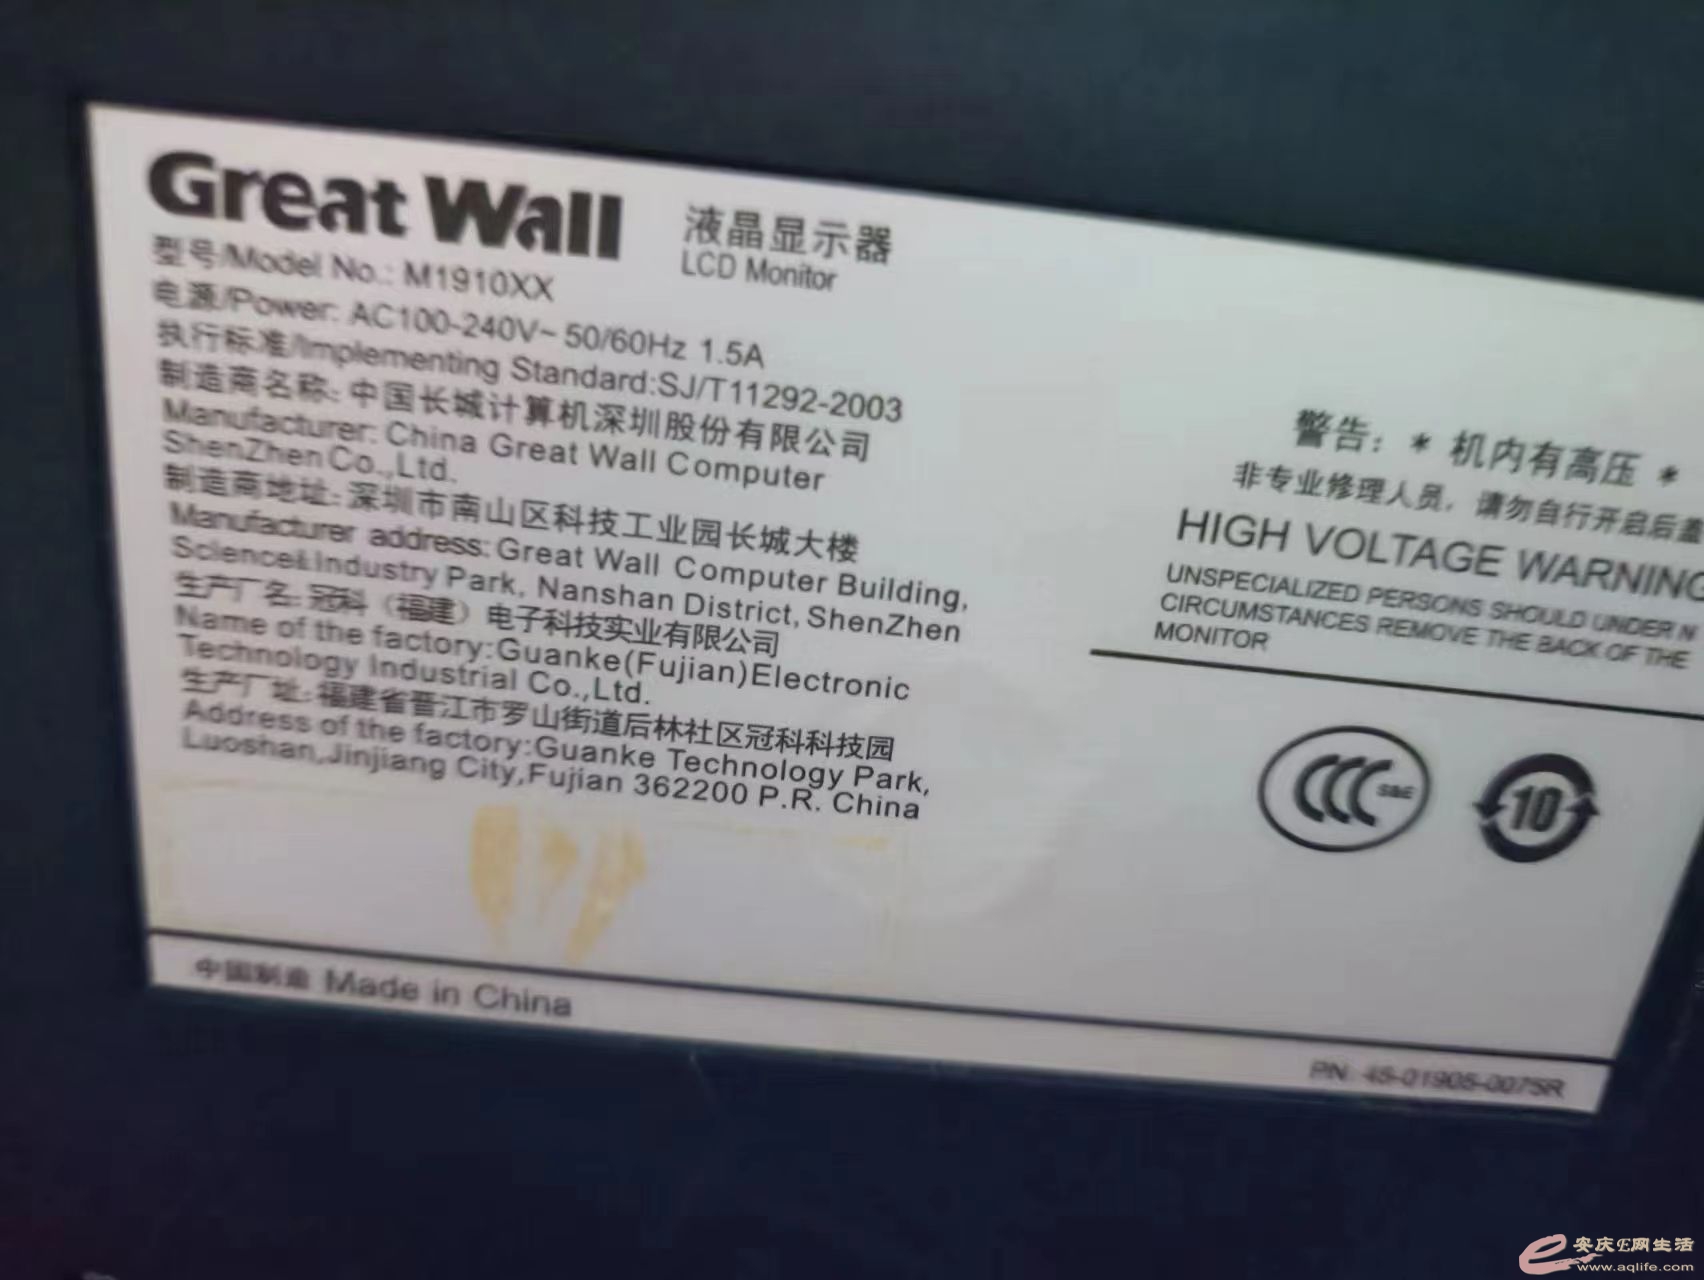 Great Wall 液晶显示器
LCD Monitor
型号/Model No.: M1910XX
电源/Power: AC100-240V~ 50/60Hz 1.5A
执行标准/Implementing Standard:SJ/T11292-2003
制造商名称: 中国长城计算机深圳股份有限公司
Manufacturer: China Great Wall Computer
ShenZhen Co.,Ltd.
制造商地址: 深圳市南山区科技工业园长城大楼
Manufacturer address: Great Wall Computer Building,
Science&Industry Park, Nanshan District, ShenZhen
生产厂名: 冠科（福建）电子科技实业有限公司
Name of the factory:Guanke(Fujian)Electronic
Technology Industrial Co.,Ltd.
生产厂址: 福建省晋江市罗山街道后林社区冠科科技园
Address of the factory:Guanke Technology Park,
Luoshan,Jinjiang City,Fujian 362200 P.R. China
警告: * 机内有高压 *
非专业修理人员, 请勿自行开启后盖
HIGH VOLTAGE WARNING
UNSPECIALIZED PERSONS SHOULD UNDER N
CIRCUMSTANCES REMOVE THE BACK OF THE
MONITOR
CCC S&E
10
中国制造 Made in China
PN: 45-01905-0075R
安庆E网生活
www.aqlife.com